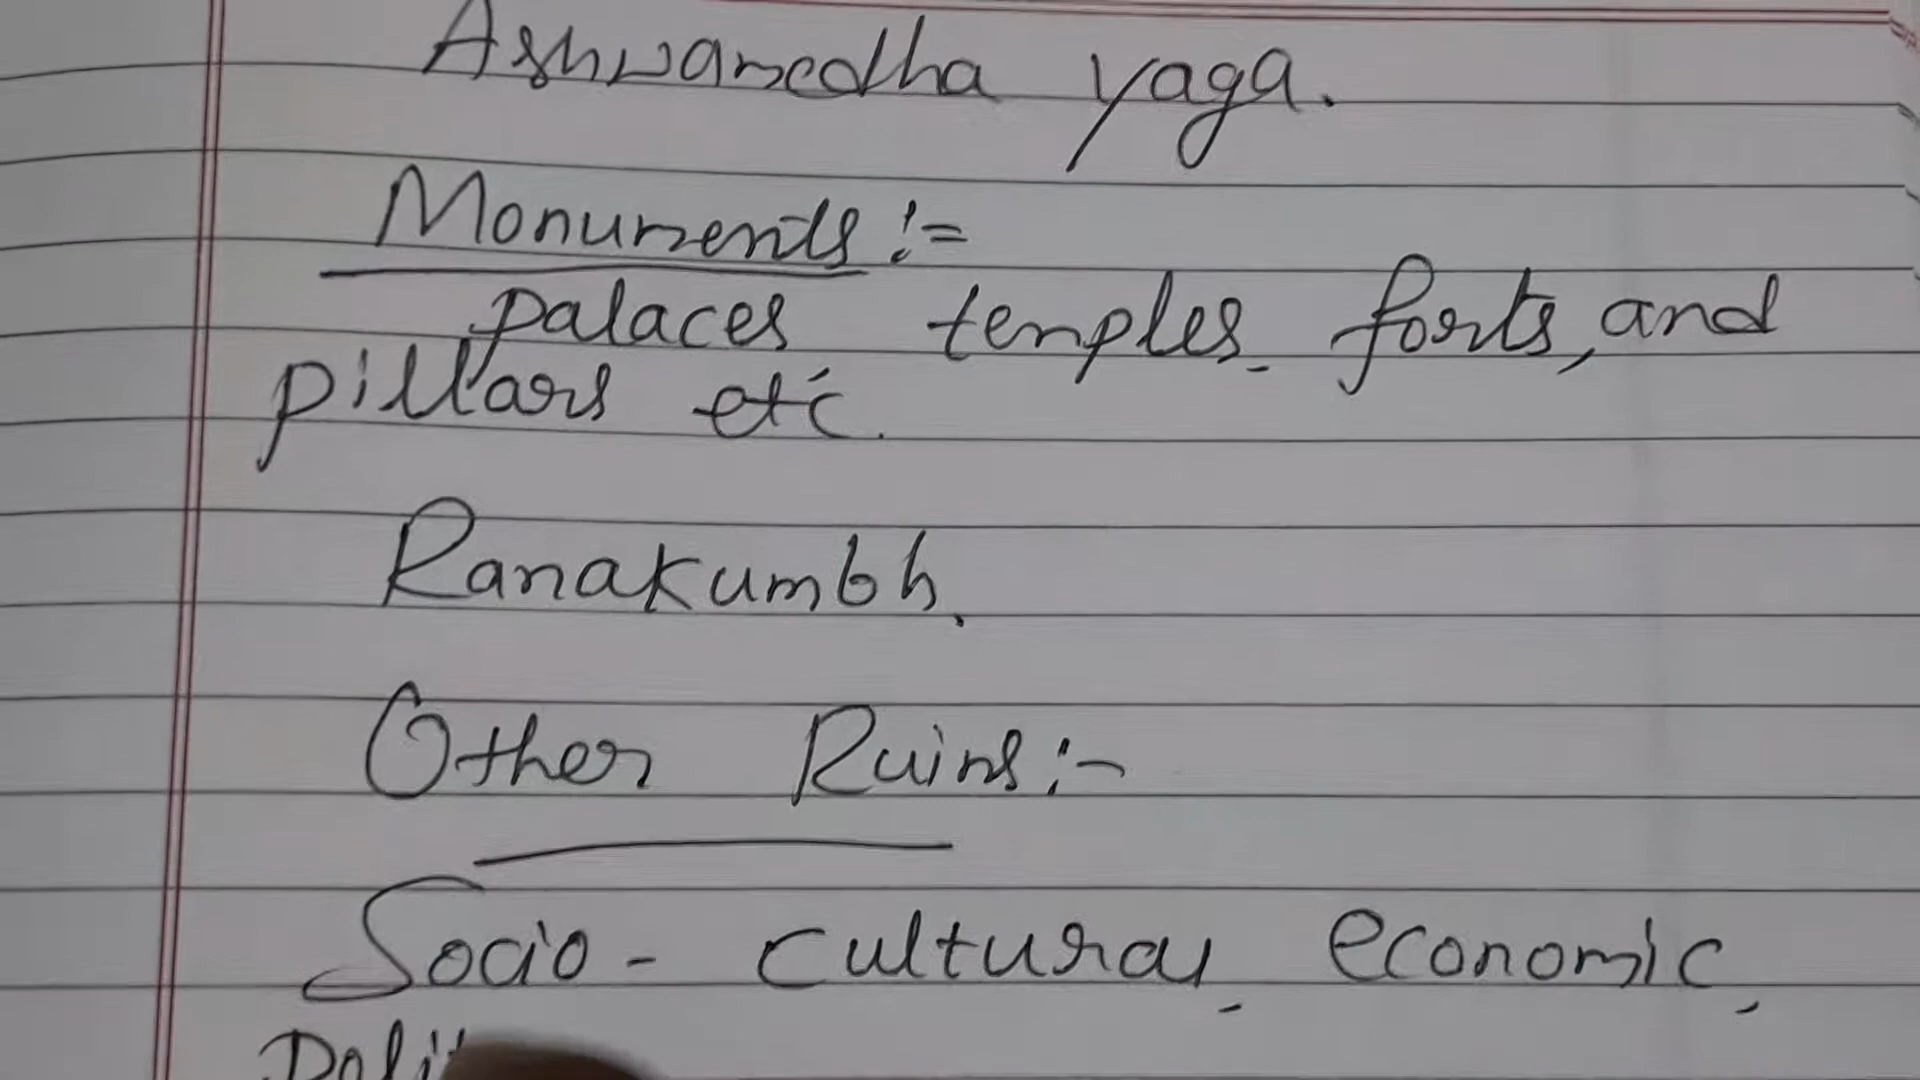 Ashwamedha yaga.
Monuments :=
palaces temples, forts, and
pillars etc.
Ranakumbh,
Other Ruins :-
Socio - cultural, economic,